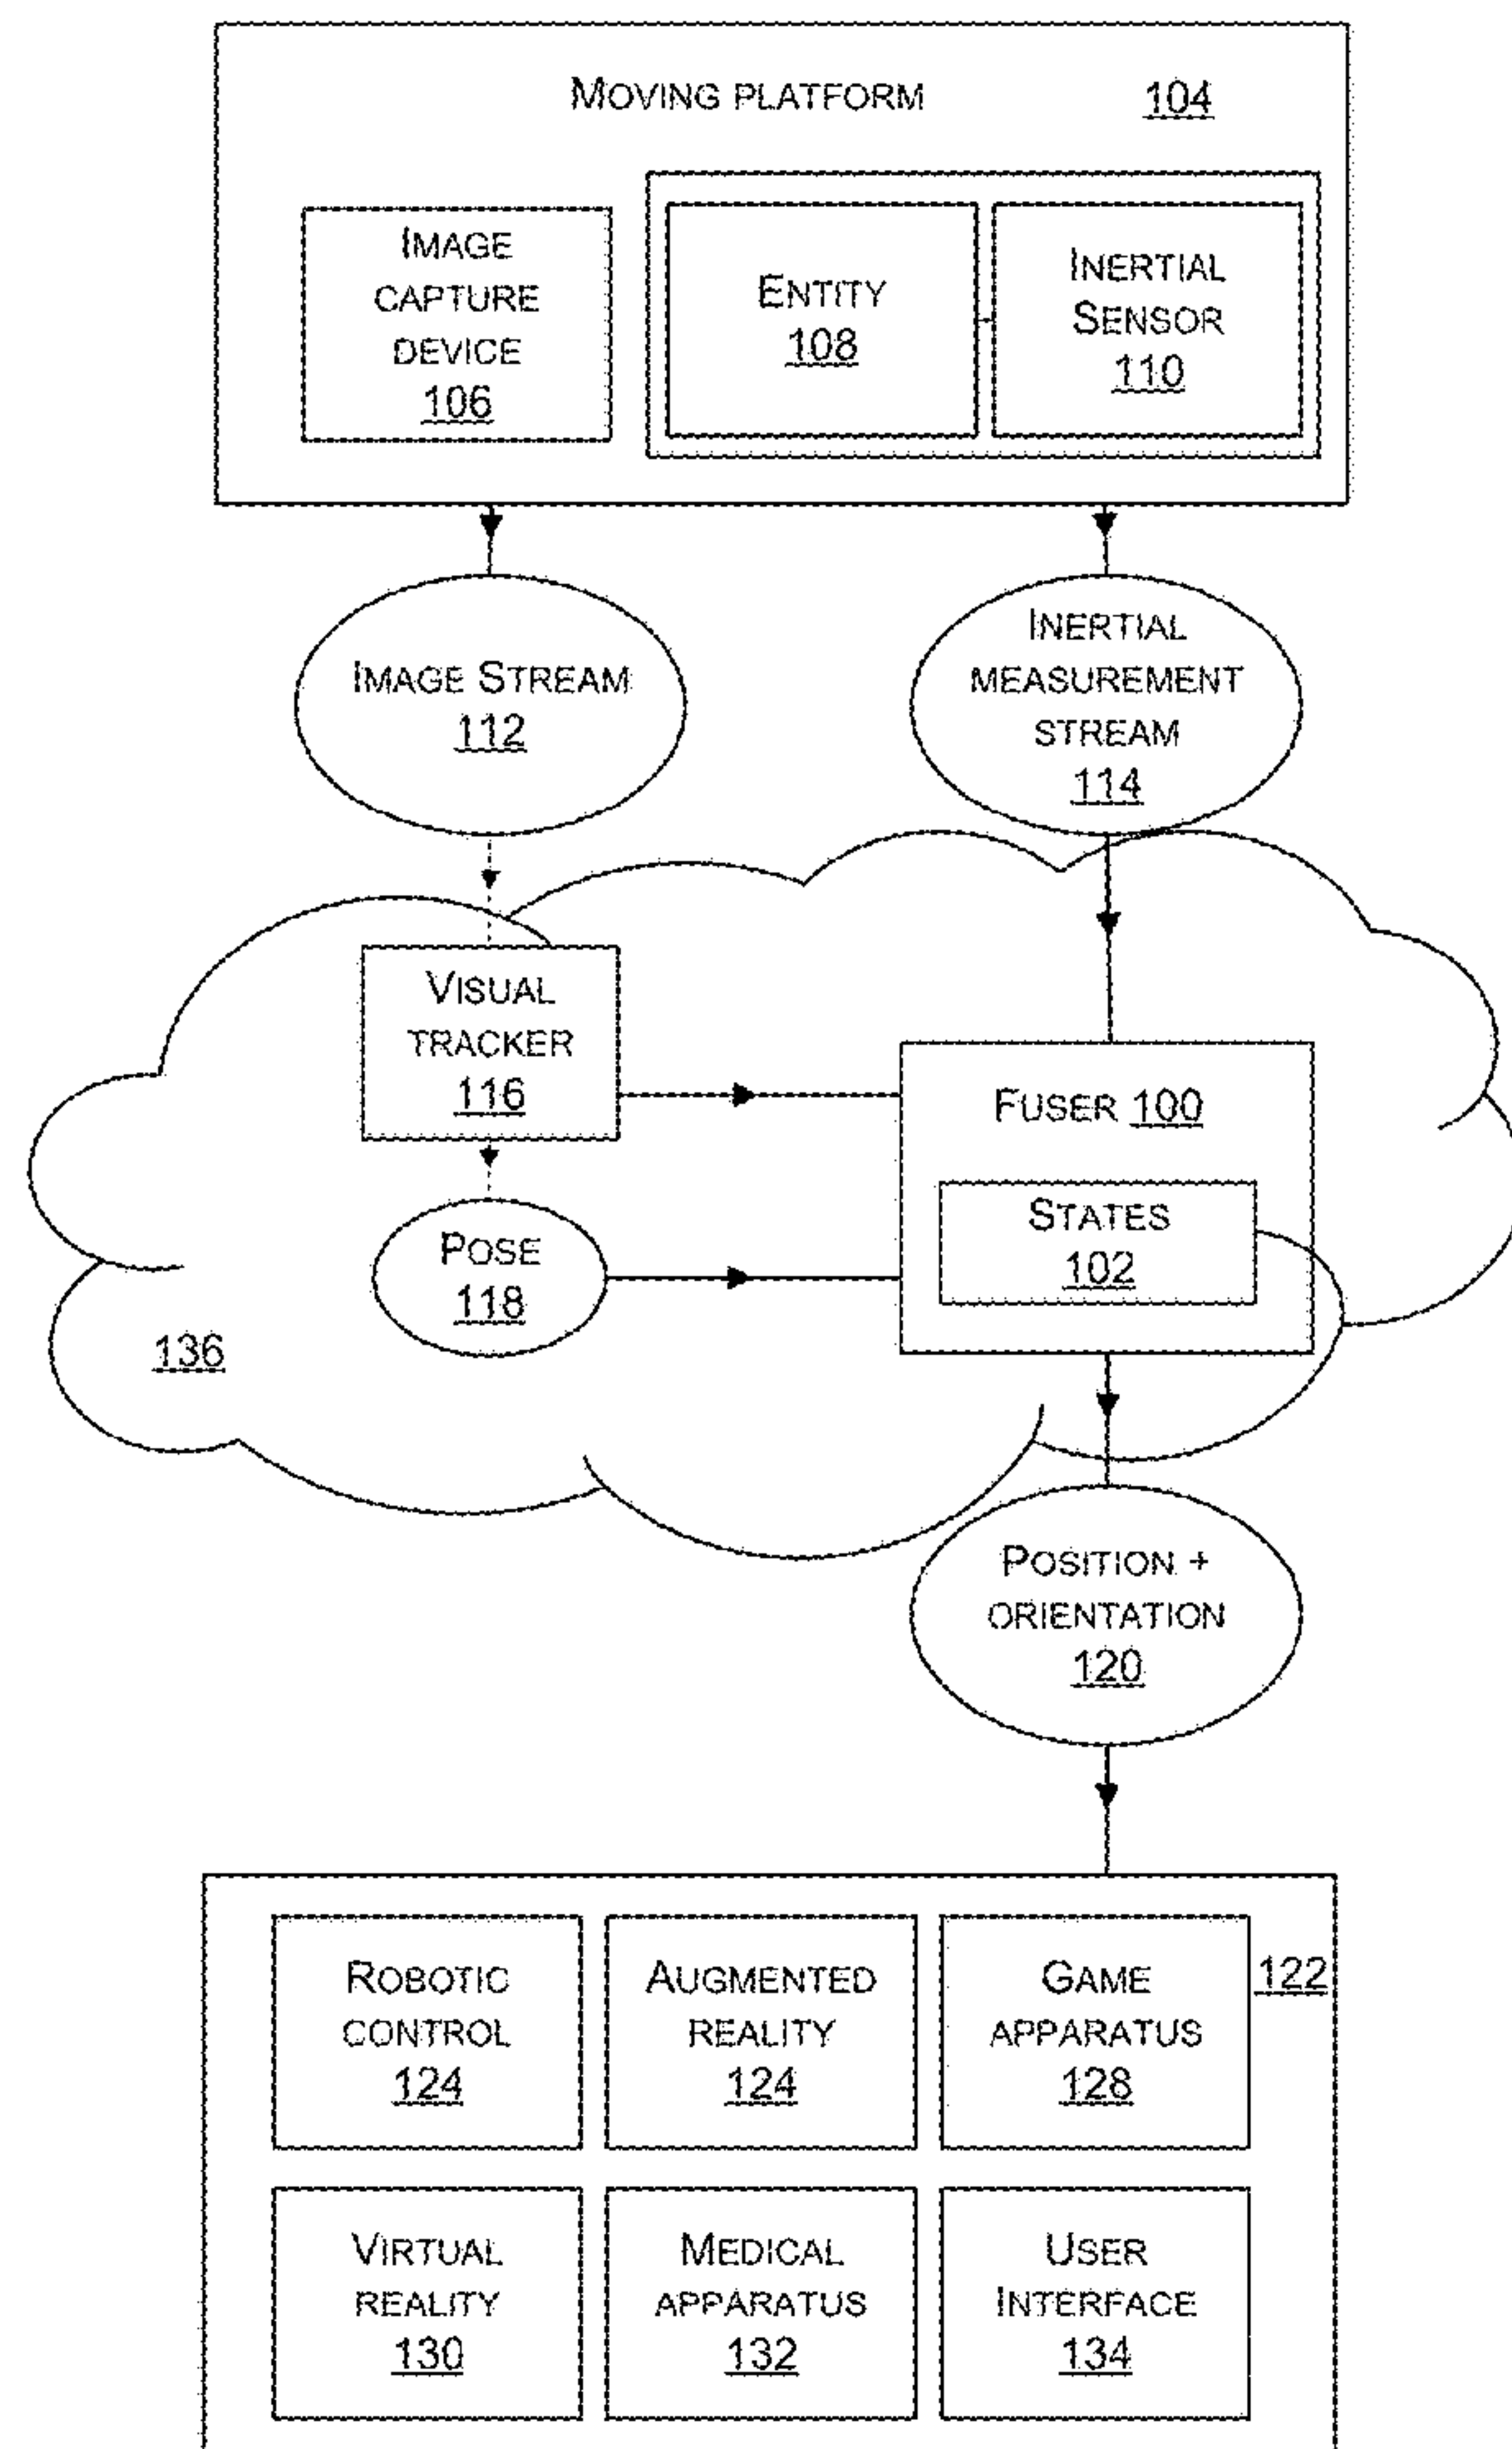 MOVING PLATFORM 104
IMAGE
CAPTURE
DEVICE
106
ENTITY
108
INERTIAL
SENSOR
110
IMAGE STREAM
112
INERTIAL
MEASUREMENT
STREAM
114
VISUAL
TRACKER
116
FUSER 100
STATES
102
POSE
118
136
POSITION +
ORIENTATION
120
122
ROBOTIC
CONTROL
124
AUGMENTED
REALITY
124
GAME
APPARATUS
128
VIRTUAL
REALITY
130
MEDICAL
APPARATUS
132
USER
INTERFACE
134